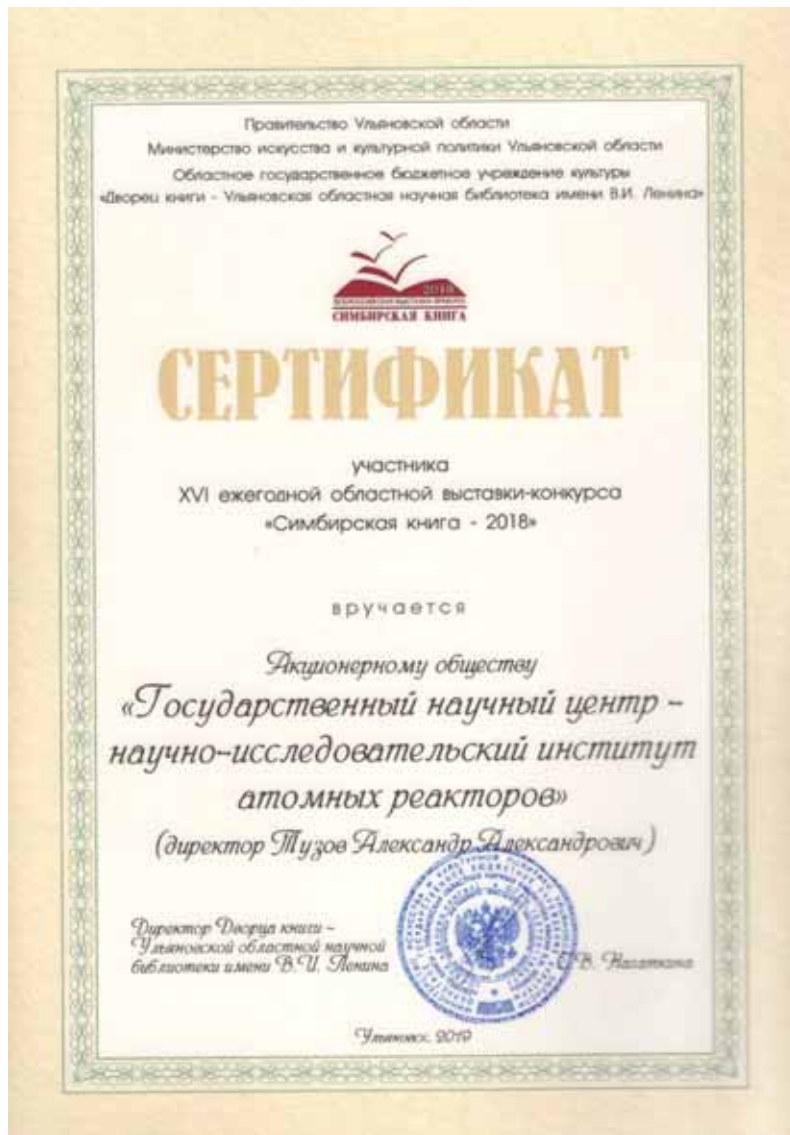 Правительство Ульяновской области
Министерство искусства и культурной политики Ульяновской области
Областное государственное бюджетное учреждение культуры
«Дворец книги - Ульяновская областная научная библиотека имени В.И. Ленина»
2018
СИМБИРСКАЯ КНИГА
СЕРТИФИКАТ
участника
XVI ежегодной областной выставки-конкурса
«Симбирская книга - 2018»
вручается
Акционерному обществу
«Государственный научный центр -
научно-исследовательский институт
атомных реакторов»
(директор Тузов Александр Александрович)
Директор Дворца книги -
Ульяновской областной научной
библиотеки имени В.И. Ленина
В. Нагаткина
Ульяновск, 2019